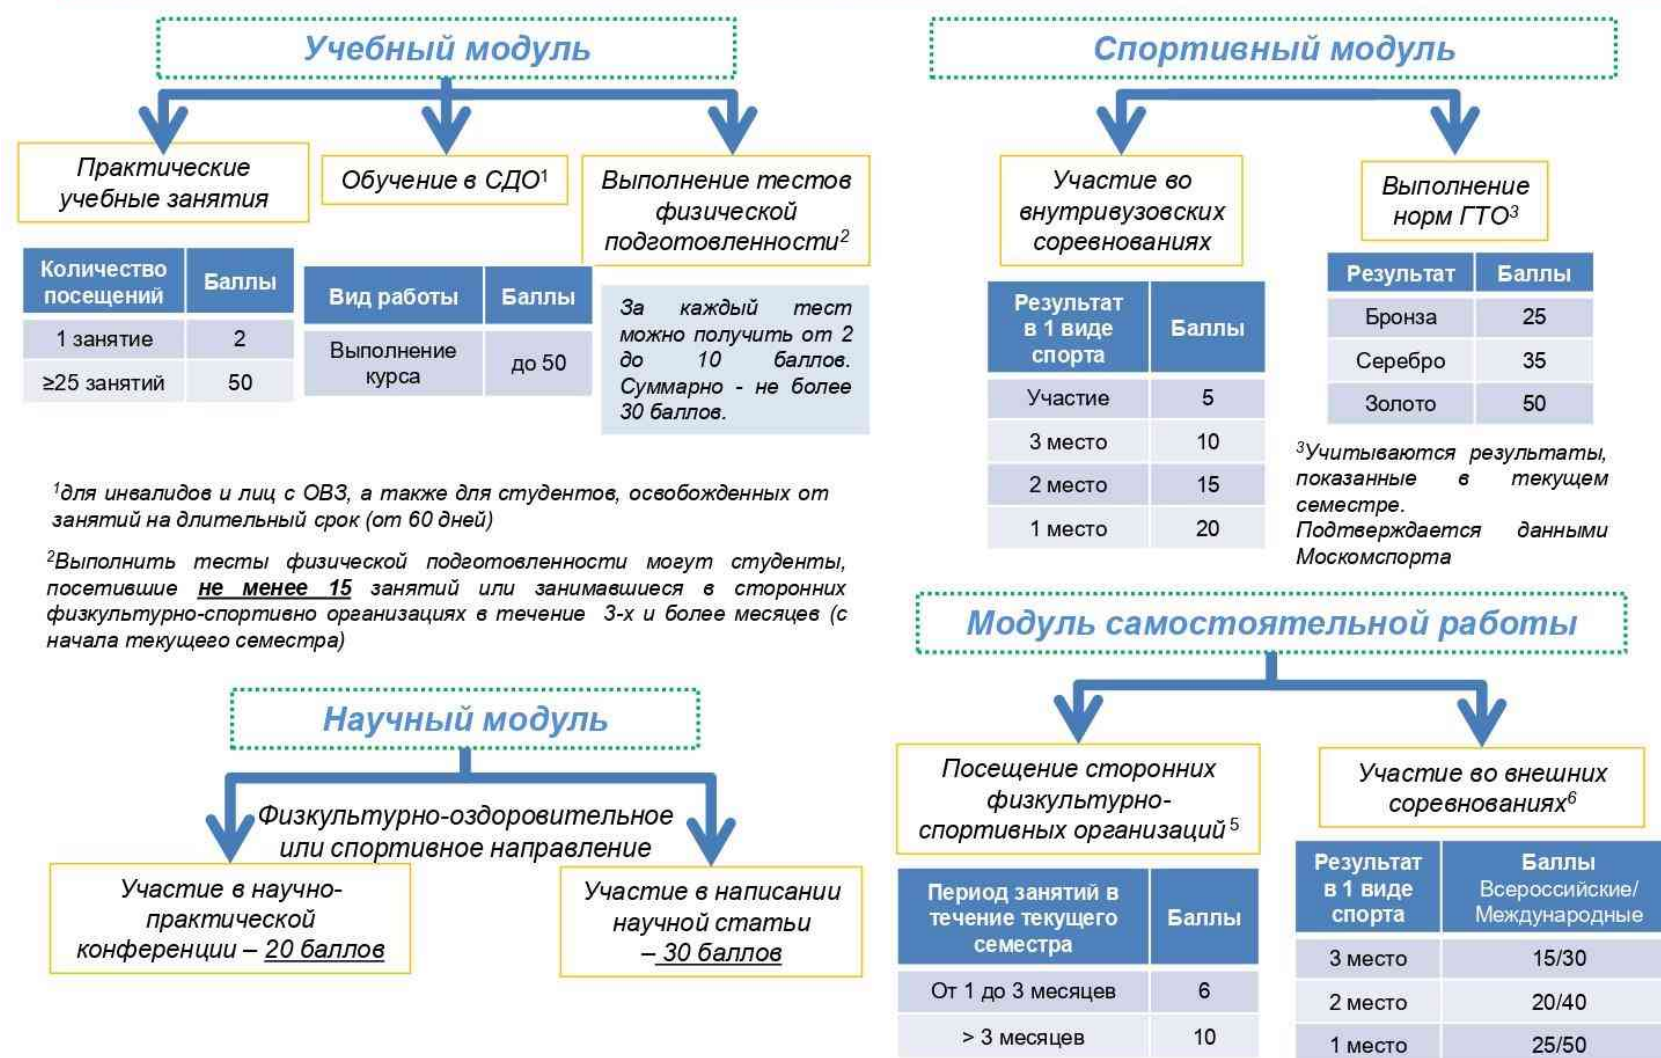 Учебный модуль
Практические
учебные занятия
Количество
посещений
Баллы
1 занятие
2
≥25 занятий
50
Обучение в СДО¹
Вид работы
Баллы
Выполнение
курса
до 50
Выполнение тестов
физической
подготовленности²
За каждый тест
можно получить от 2
до 10 баллов.
Суммарно - не более
30 баллов.
¹для инвалидов и лиц с ОВЗ, а также для студентов, освобожденных от
занятий на длительный срок (от 60 дней)
²Выполнить тесты физической подготовленности могут студенты,
посетившие не менее 15 занятий или занимавшиеся в сторонних
физкультурно-спортивно организациях в течение 3-х и более месяцев (с
начала текущего семестра)
Спортивный модуль
Участие во
внутривузовских
соревнованиях
Результат
в 1 виде
спорта
Баллы
Участие
5
3 место
10
2 место
15
1 место
20
Выполнение
норм ГТО³
Результат
Баллы
Бронза
25
Серебро
35
Золото
50
³Учитываются результаты,
показанные в текущем
семестре.
Подтверждается данными
Москомспорта
Научный модуль
Физкультурно-оздоровительное
или спортивное направление
Участие в научно-
практической
конференции – 20 баллов
Участие в написании
научной статьи
– 30 баллов
Модуль самостоятельной работы
Посещение сторонних
физкультурно-
спортивных организаций ⁵
Период занятий в
течение текущего
семестра
Баллы
От 1 до 3 месяцев
6
> 3 месяцев
10
Участие во внешних
соревнованиях⁶
Результат
в 1 виде
спорта
Баллы
Всероссийские/
Международные
3 место
15/30
2 место
20/40
1 место
25/50